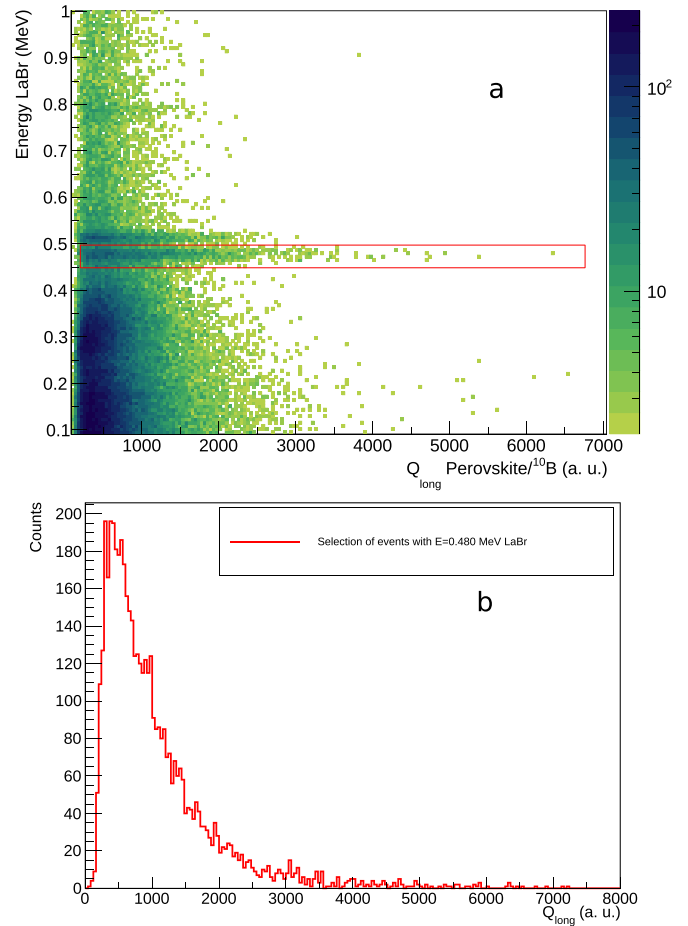 1
0.9
0.8
0.7
0.6
0.5
0.4
0.3
0.2
0.1
Energy LaBr (MeV)
a
10²
10
1000 2000 3000 4000 5000 6000 7000
Q_long Perovskite/¹⁰B (a. u.)
Counts
200
180
160
140
120
100
80
60
40
20
0
Selection of events with E=0.480 MeV LaBr
b
0 1000 2000 3000 4000 5000 6000 7000 8000
Q_long (a. u.)